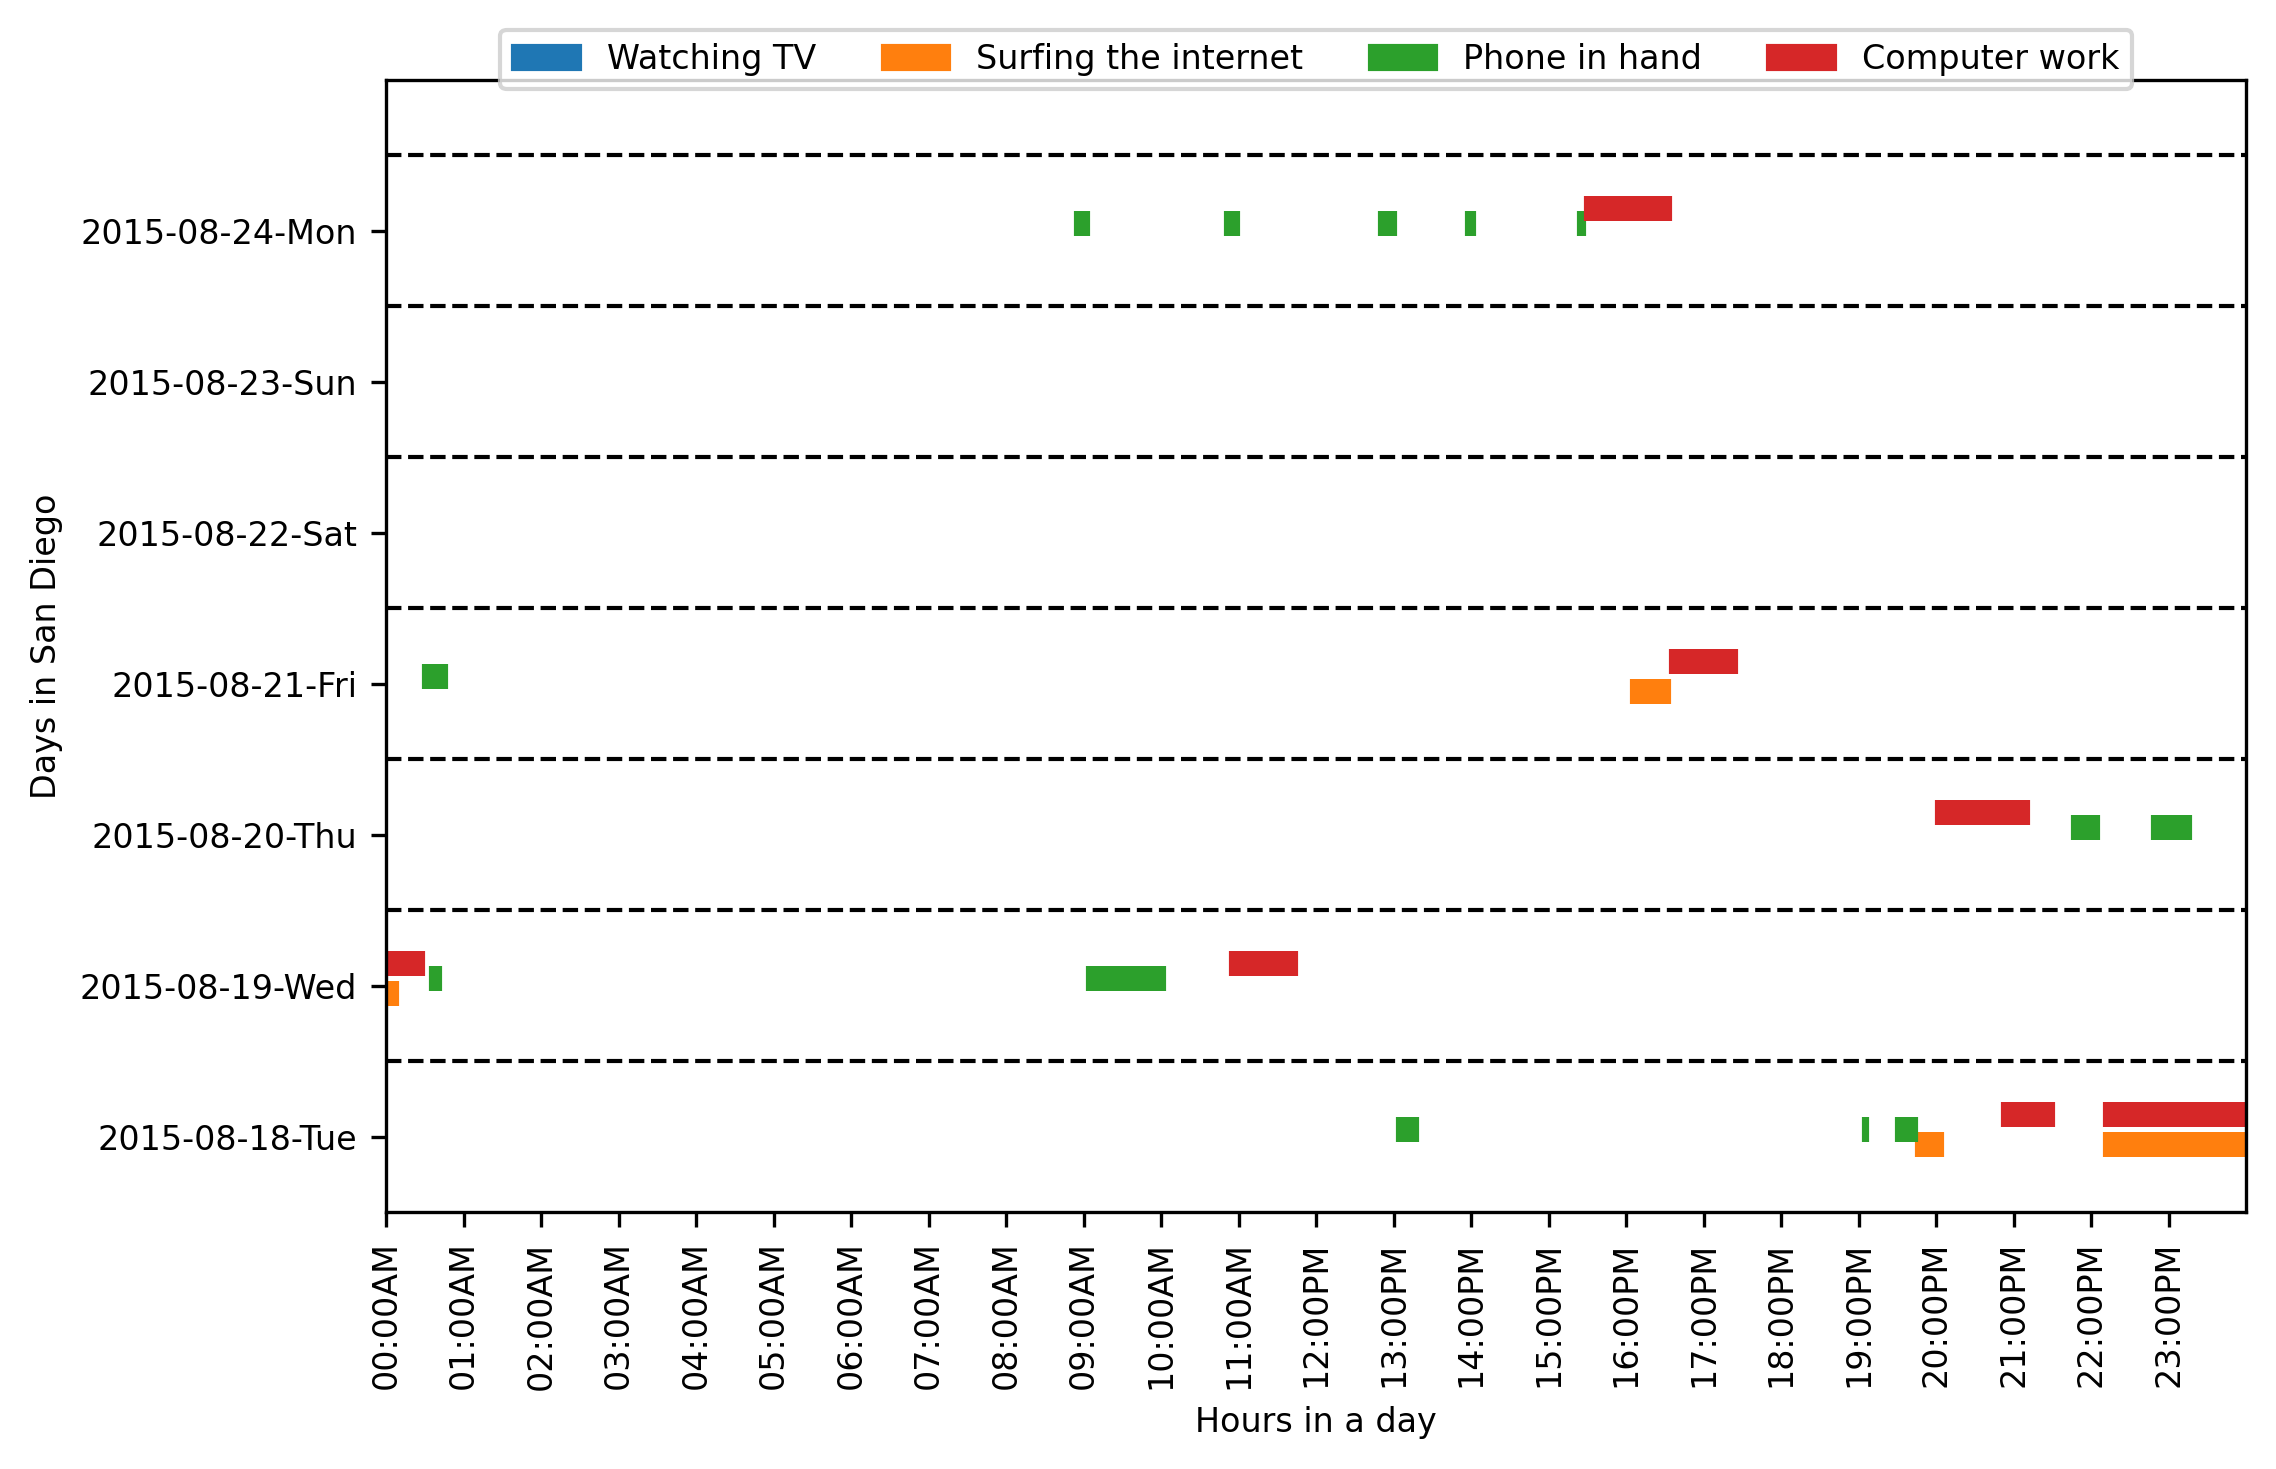 Watching TV Surfing the internet Phone in hand Computer work
Days in San Diego
2015-08-24-Mon
2015-08-23-Sun
2015-08-22-Sat
2015-08-21-Fri
2015-08-20-Thu
2015-08-19-Wed
2015-08-18-Tue
00:00AM
01:00AM
02:00AM
03:00AM
04:00AM
05:00AM
06:00AM
07:00AM
08:00AM
09:00AM
10:00AM
11:00AM
12:00PM
13:00PM
14:00PM
15:00PM
16:00PM
17:00PM
18:00PM
19:00PM
20:00PM
21:00PM
22:00PM
23:00PM
Hours in a day